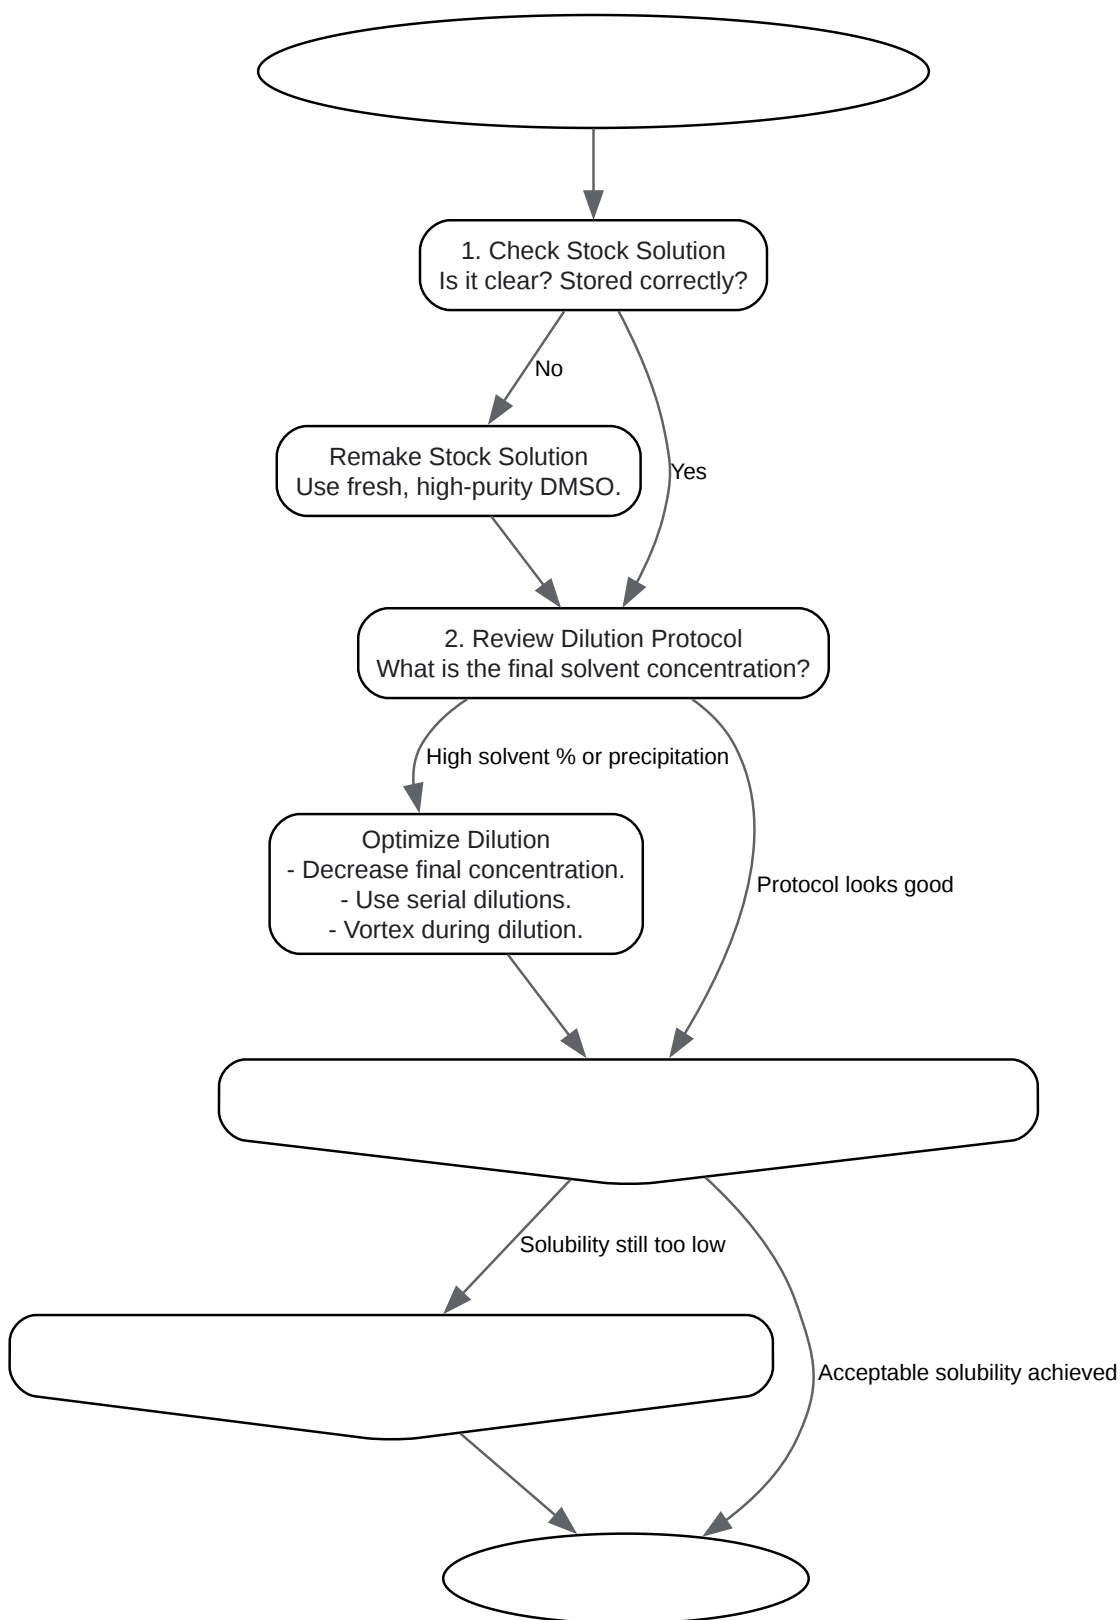 1. Check Stock Solution
Is it clear? Stored correctly?
No
Remake Stock Solution
Use fresh, high-purity DMSO.
Yes
2. Review Dilution Protocol
What is the final solvent concentration?
High solvent % or precipitation
Optimize Dilution
- Decrease final concentration.
- Use serial dilutions.
- Vortex during dilution.
Protocol looks good
Solubility still too low
Acceptable solubility achieved